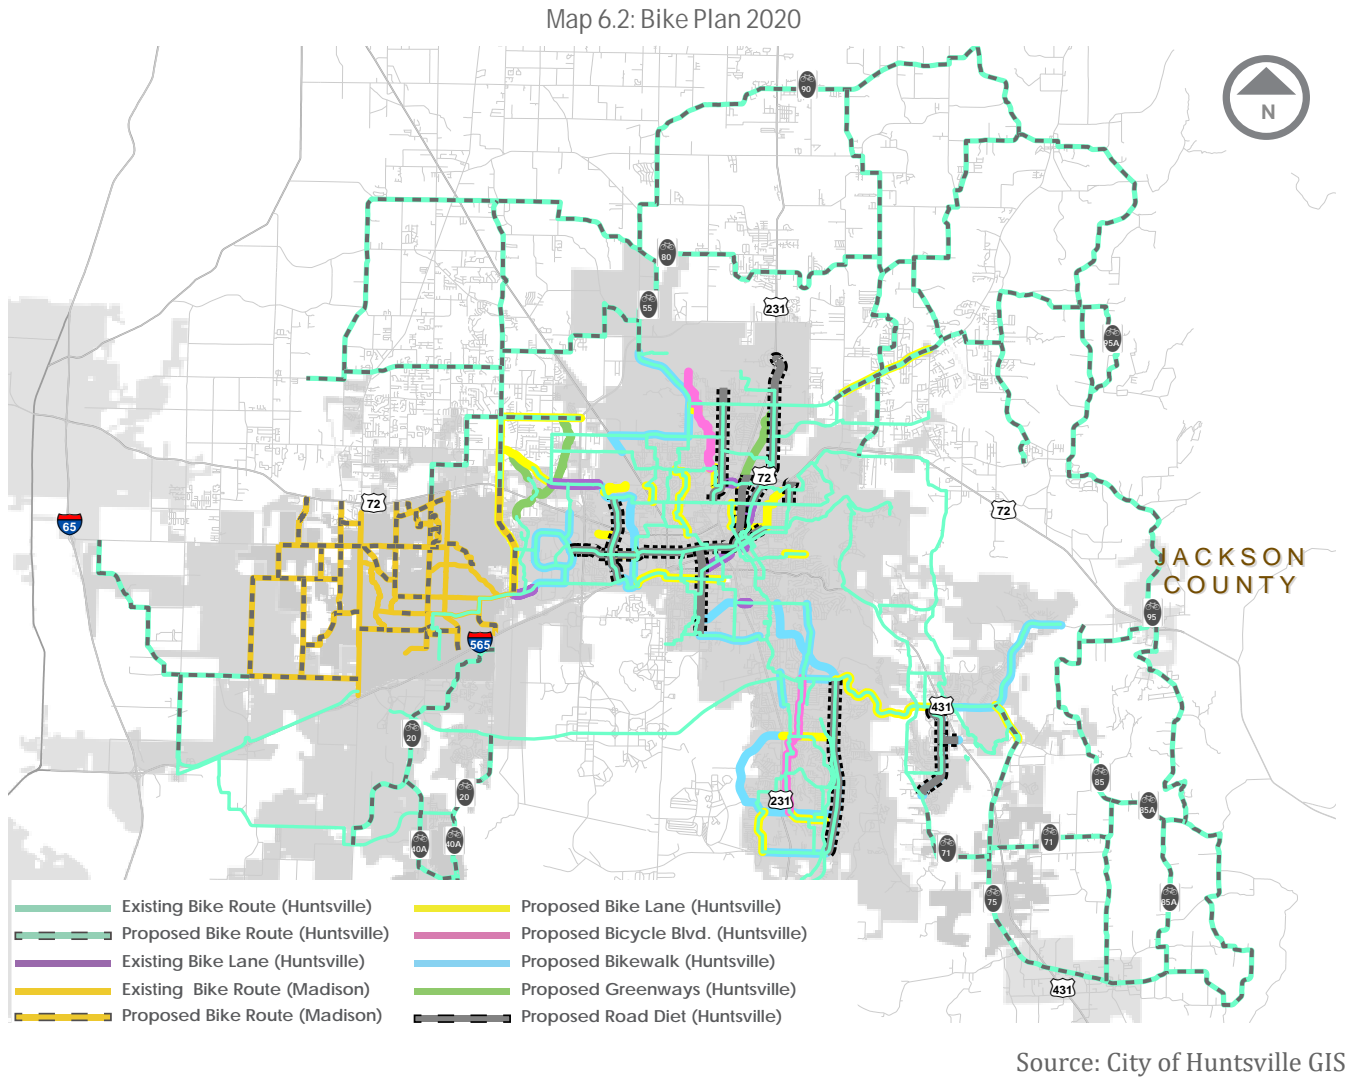 Map 6.2: Bike Plan 2020
90
N
80
55
231
95A
72
72
72
65
JACKSON
COUNTY
95
565
431
20
85
20
231
85A
71
71
40A
40A
75
85A
431
Existing Bike Route (Huntsville)
Proposed Bike Route (Huntsville)
Existing Bike Lane (Huntsville)
Existing Bike Route (Madison)
Proposed Bike Route (Madison)
Proposed Bike Lane (Huntsville)
Proposed Bicycle Blvd. (Huntsville)
Proposed Bikewalk (Huntsville)
Proposed Greenways (Huntsville)
Proposed Road Diet (Huntsville)
Source: City of Huntsville GIS